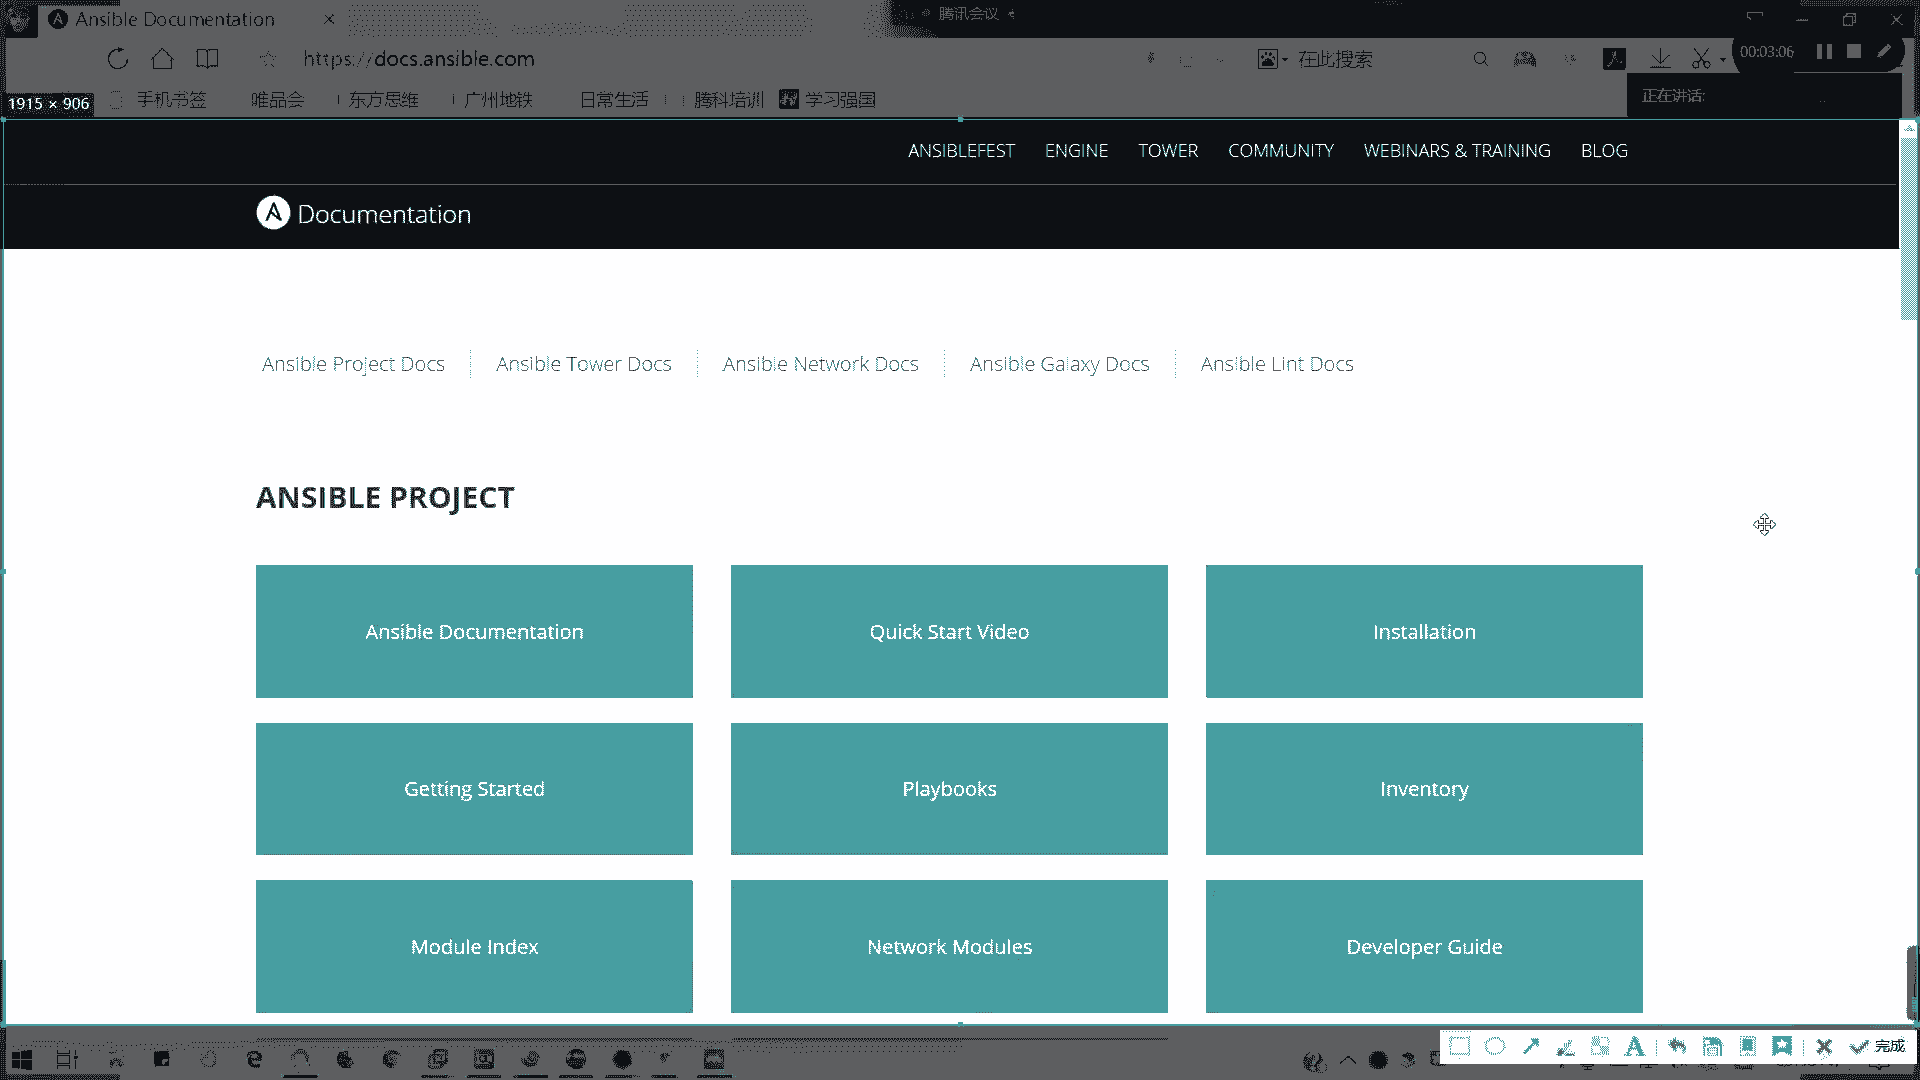 Ansible Documentation
腾讯会议
https://docs.ansible.com
在此搜索
00:03:06
1915 × 906
手机书签
唯品会
东方思维
广州地铁
日常生活
腾科培训
学习强国
正在讲话:
ANSIBLEFEST
ENGINE
TOWER
COMMUNITY
WEBINARS & TRAINING
BLOG
Documentation
Ansible Project Docs
Ansible Tower Docs
Ansible Network Docs
Ansible Galaxy Docs
Ansible Lint Docs
ANSIBLE PROJECT
Ansible Documentation
Quick Start Video
Installation
Getting Started
Playbooks
Inventory
Module Index
Network Modules
Developer Guide
完成